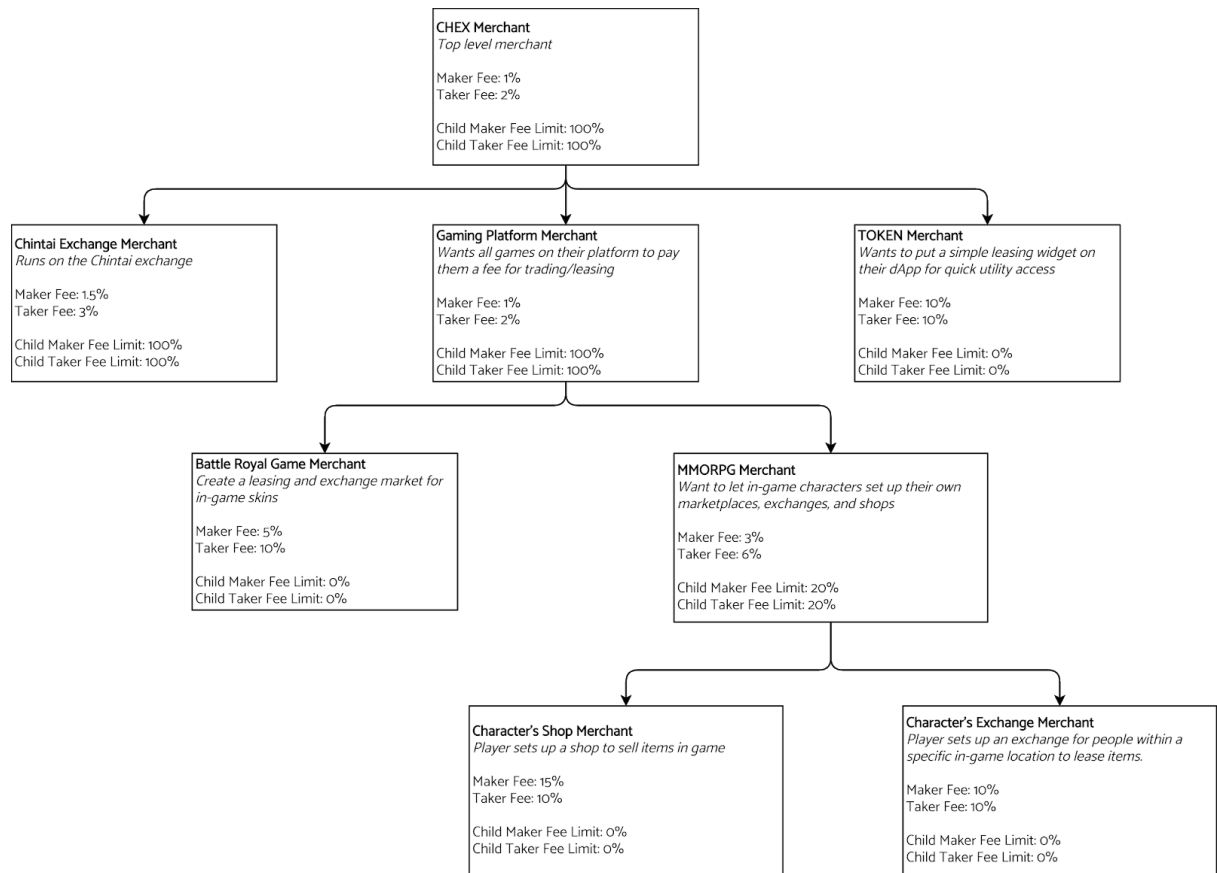 CHEX Merchant
Top level merchant
Maker Fee: 1%
Taker Fee: 2%
Child Maker Fee Limit: 100%
Child Taker Fee Limit: 100%
Chintai Exchange Merchant
Runs on the Chintai exchange
Maker Fee: 1.5%
Taker Fee: 3%
Child Maker Fee Limit: 100%
Child Taker Fee Limit: 100%
Gaming Platform Merchant
Wants all games on their platform to pay
them a fee for trading/leasing
Maker Fee: 1%
Taker Fee: 2%
Child Maker Fee Limit: 100%
Child Taker Fee Limit: 100%
TOKEN Merchant
Wants to put a simple leasing widget on
their dApp for quick utility access
Maker Fee: 10%
Taker Fee: 10%
Child Maker Fee Limit: 0%
Child Taker Fee Limit: 0%
Battle Royal Game Merchant
Create a leasing and exchange market for
in-game skins
Maker Fee: 5%
Taker Fee: 10%
Child Maker Fee Limit: 0%
Child Taker Fee Limit: 0%
MMORPG Merchant
Want to let in-game characters set up their own
marketplaces, exchanges, and shops
Maker Fee: 3%
Taker Fee: 6%
Child Maker Fee Limit: 20%
Child Taker Fee Limit: 20%
Character's Shop Merchant
Player sets up a shop to sell items in game
Maker Fee: 15%
Taker Fee: 10%
Child Maker Fee Limit: 0%
Child Taker Fee Limit: 0%
Character's Exchange Merchant
Player sets up an exchange for people within a
specific in-game location to lease items.
Maker Fee: 10%
Taker Fee: 10%
Child Maker Fee Limit: 0%
Child Taker Fee Limit: 0%